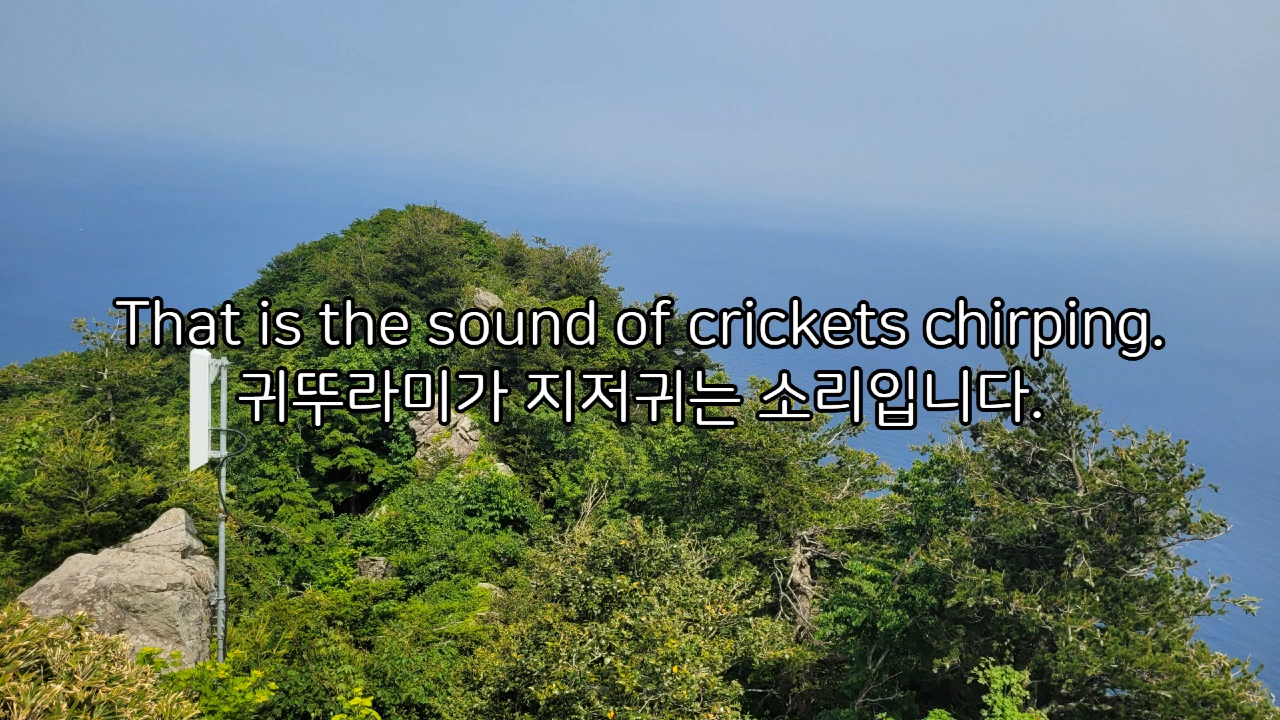 That is the sound of crickets chirping.
귀뚜라미가 지저귀는 소리입니다.